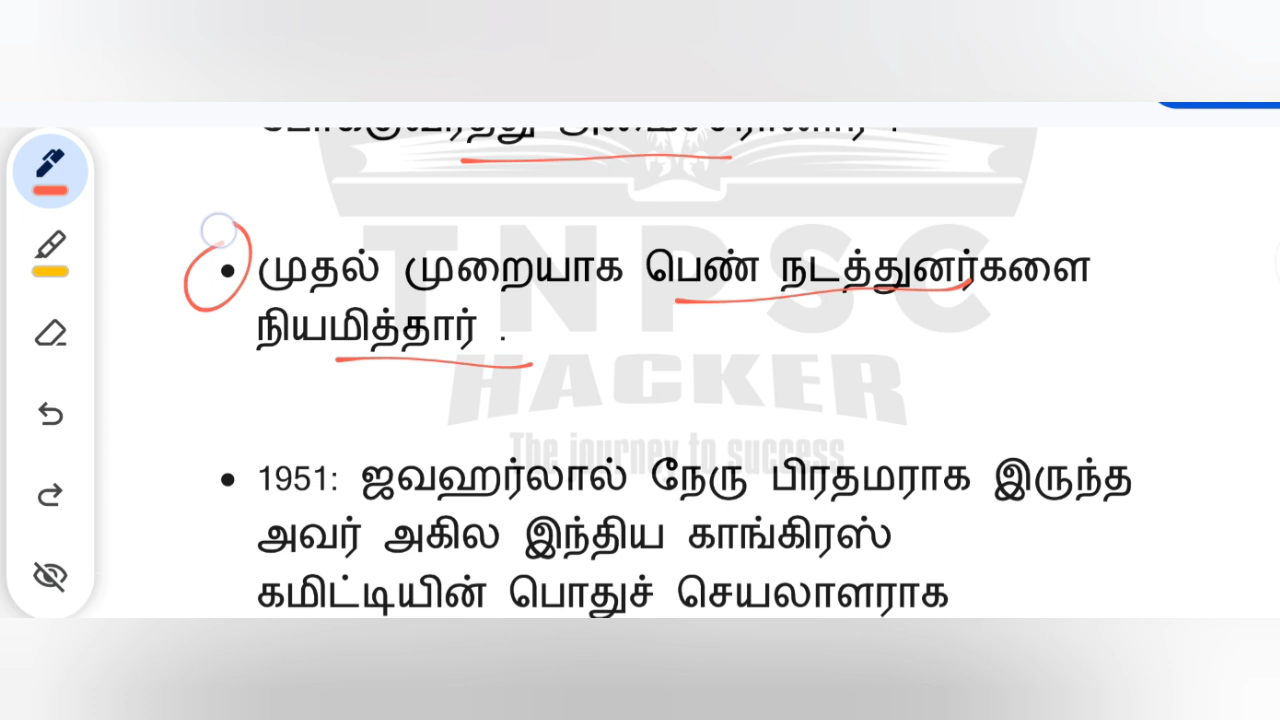 முதல் முறையாக பெண் நடத்துனர்களை
நியமித்தார் .
TNPSC
HACKER
The journey to success
1951: ஜவஹர்லால் நேரு பிரதமராக இருந்த
அவர் அகில இந்திய காங்கிரஸ்
கமிட்டியின் பொதுச் செயலாளராக